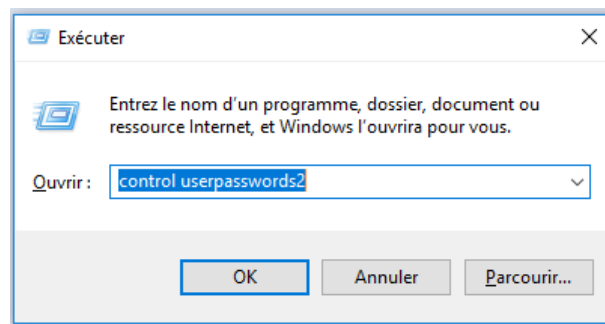 Exécuter
Entrez le nom d'un programme, dossier, document ou
ressource Internet, et Windows l'ouvrira pour vous.
Ouvrir : control userpasswords2
OK Annuler Parcourir...